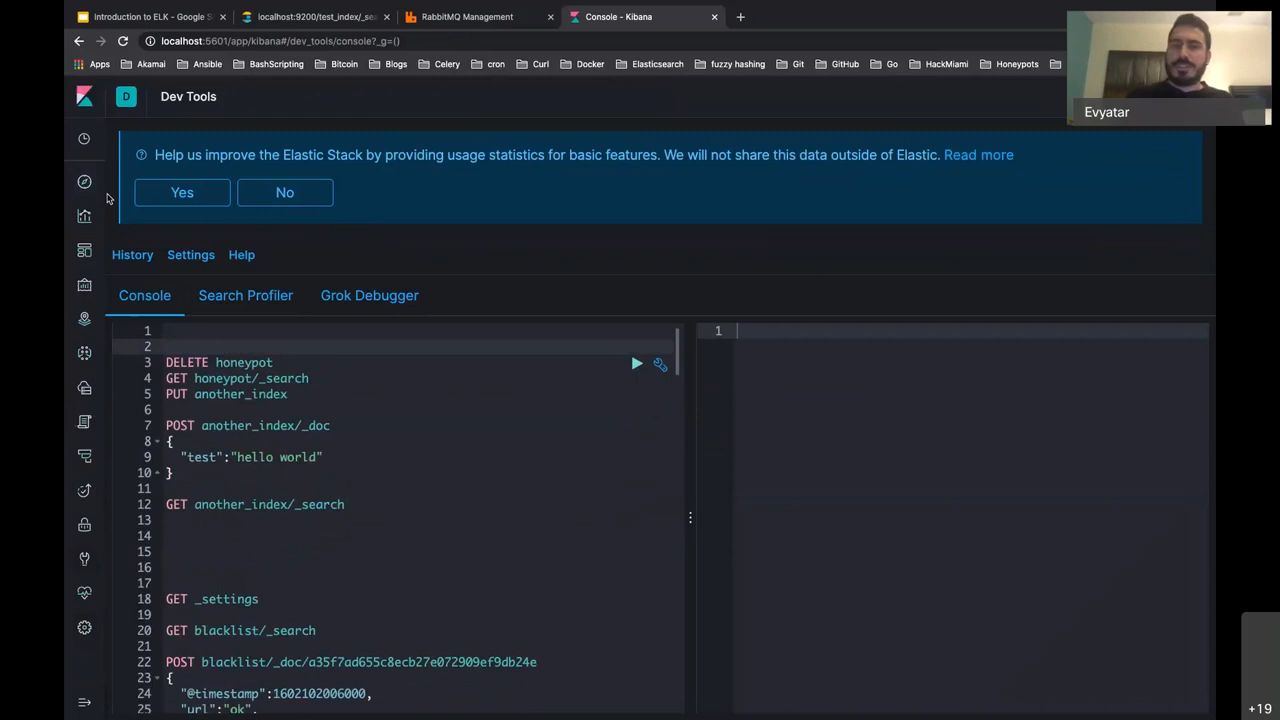 Introduction to ELK - Google S
localhost:9200/test_index/_sea
RabbitMQ Management
Console - Kibana
localhost:5601/app/kibana#/dev_tools/console?_g=()
Apps
Akamai
Ansible
BashScripting
Bitcoin
Blogs
Celery
cron
Curl
Docker
Elasticsearch
fuzzy hashing
Git
GitHub
Go
HackMiami
Honeypots
Evyatar
D
Dev Tools
Help us improve the Elastic Stack by providing usage statistics for basic features. We will not share this data outside of Elastic. Read more
Yes
No
History
Settings
Help
Console
Search Profiler
Grok Debugger
1
2
3 DELETE honeypot
4 GET honeypot/_search
5 PUT another_index
6
7 POST another_index/_doc
8 {
9 "test":"hello world"
10 }
11
12 GET another_index/_search
13
14
15
16
17
18 GET _settings
19
20 GET blacklist/_search
21
22 POST blacklist/_doc/a35f7ad655c8ecb27e072909ef9db24e
23 {
24 "@timestamp":1602102006000,
25 "url":"ok",
1
+19